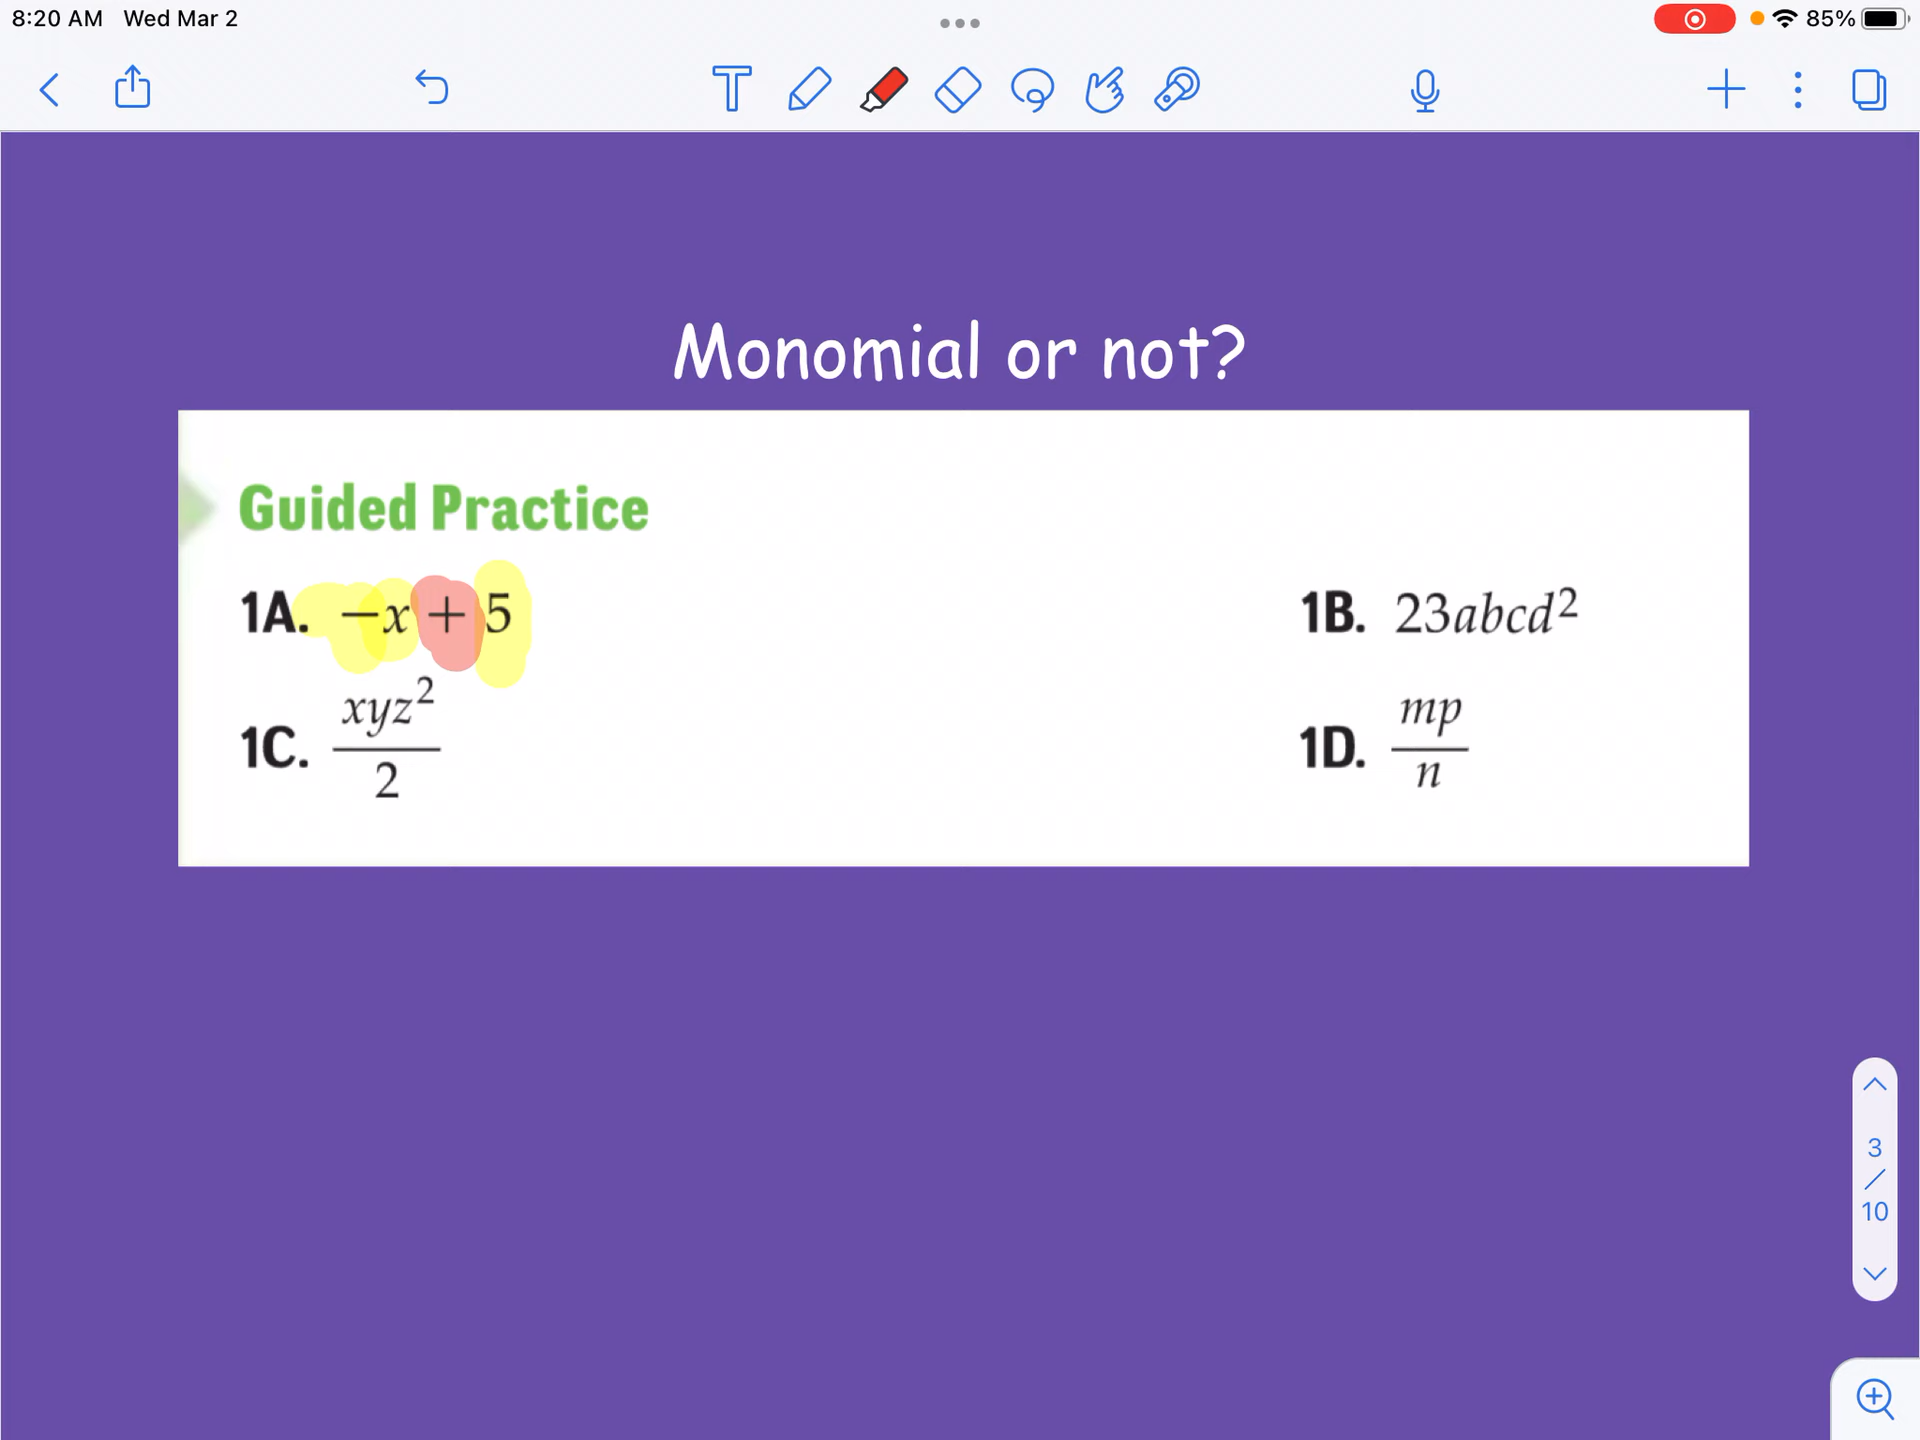 8:20 AM Wed Mar 2 85%
Monomial or not?
Guided Practice
1A. −x + 5 1B. 23abcd²
1C. xyz²/2 1D. mp/n
3
/
10